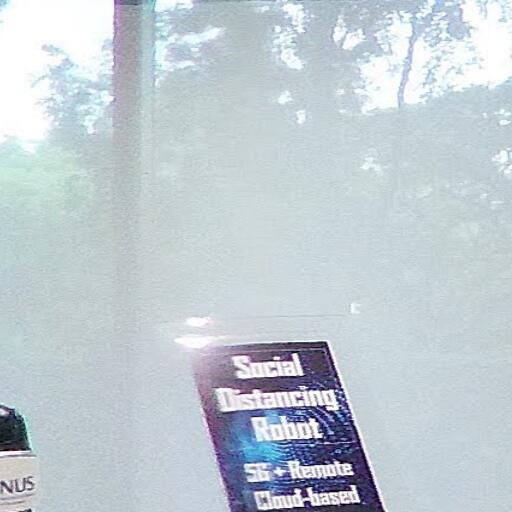 Social
Distancing
Robot
5G + Remote
Cloud-based
NUS